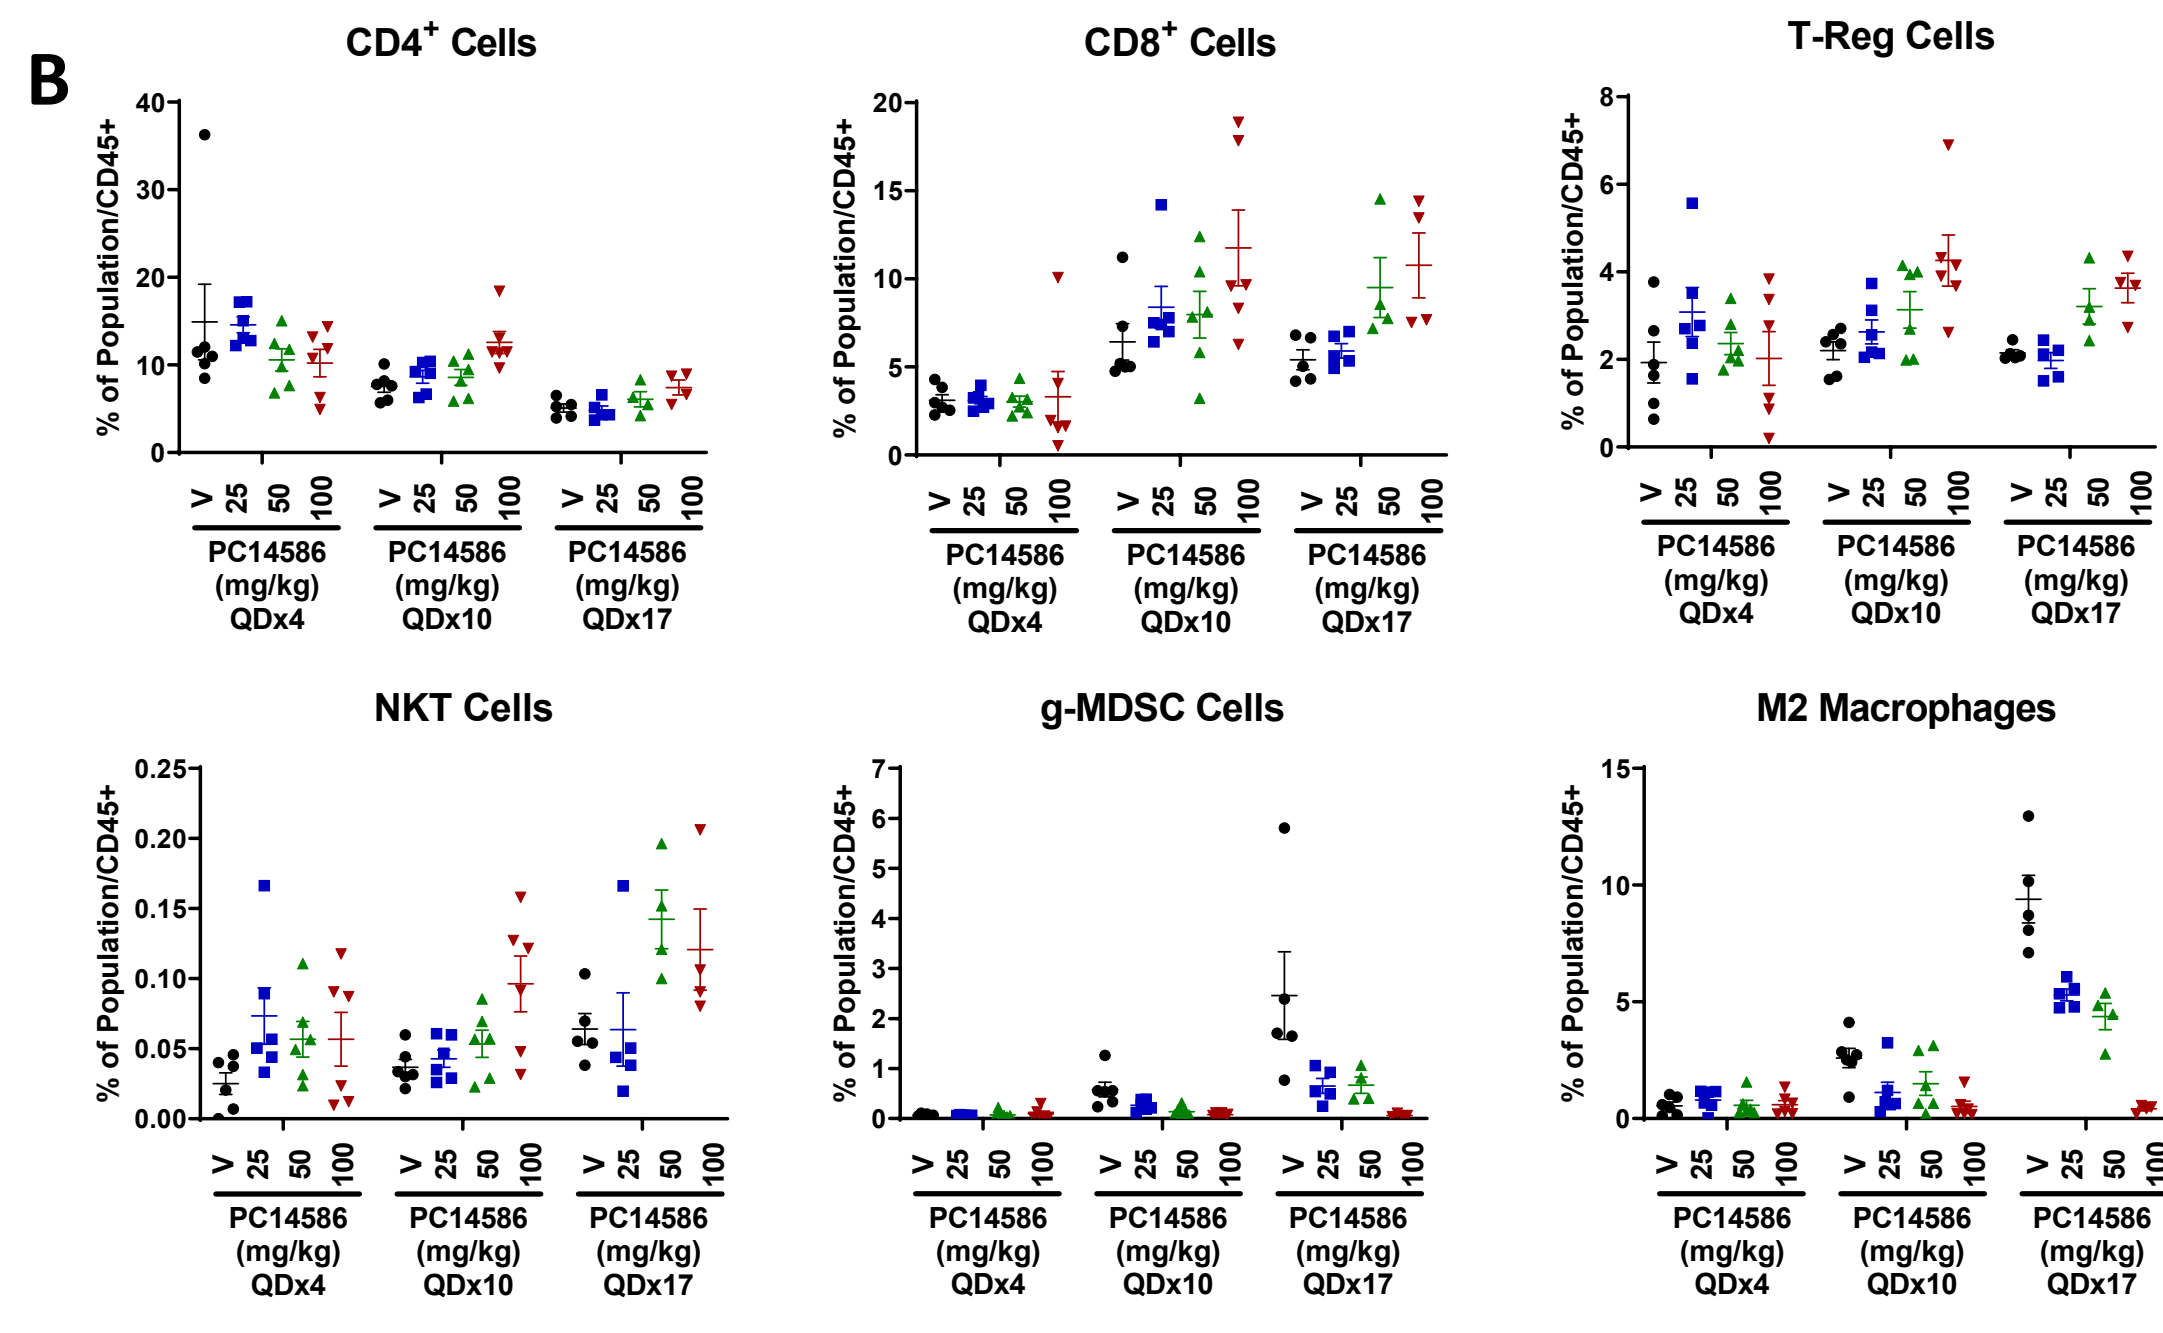 B
CD4+ Cells
% of Population/CD45+
40
30
20
10
0
V 25 50 100 V 25 50 100 V 25 50 100
PC14586 PC14586 PC14586
(mg/kg) (mg/kg) (mg/kg)
QDx4 QDx10 QDx17
CD8+ Cells
% of Population/CD45+
20
15
10
5
0
V 25 50 100 V 25 50 100 V 25 50 100
PC14586 PC14586 PC14586
(mg/kg) (mg/kg) (mg/kg)
QDx4 QDx10 QDx17
T-Reg Cells
% of Population/CD45+
8
6
4
2
0
V 25 50 100 V 25 50 100 V 25 50 100
PC14586 PC14586 PC14586
(mg/kg) (mg/kg) (mg/kg)
QDx4 QDx10 QDx17
NKT Cells
% of Population/CD45+
0.25
0.20
0.15
0.10
0.05
0.00
V 25 50 100 V 25 50 100 V 25 50 100
PC14586 PC14586 PC14586
(mg/kg) (mg/kg) (mg/kg)
QDx4 QDx10 QDx17
g-MDSC Cells
% of Population/CD45+
7
6
5
4
3
2
1
0
V 25 50 100 V 25 50 100 V 25 50 100
PC14586 PC14586 PC14586
(mg/kg) (mg/kg) (mg/kg)
QDx4 QDx10 QDx17
M2 Macrophages
% of Population/CD45+
15
10
5
0
V 25 50 100 V 25 50 100 V 25 50 100
PC14586 PC14586 PC14586
(mg/kg) (mg/kg) (mg/kg)
QDx4 QDx10 QDx17